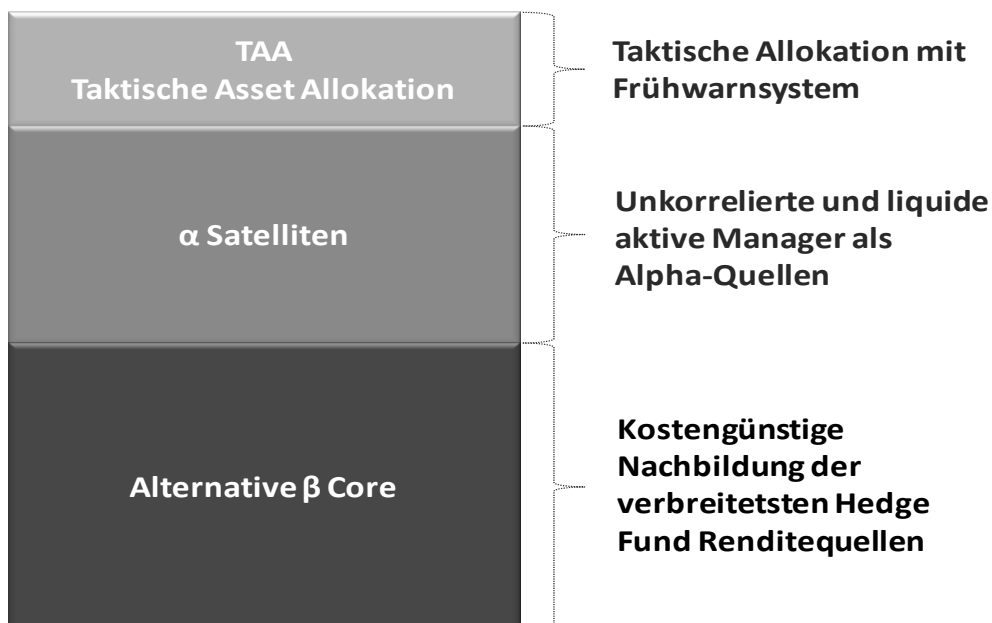 TAA
Taktische Asset Allokation
Taktische Allokation mit
Frühwarnsystem
α Satelliten
Unkorrelierte und liquide
aktive Manager als
Alpha-Quellen
Alternative β Core
Kostengünstige
Nachbildung der
verbreitetsten Hedge
Fund Renditequellen